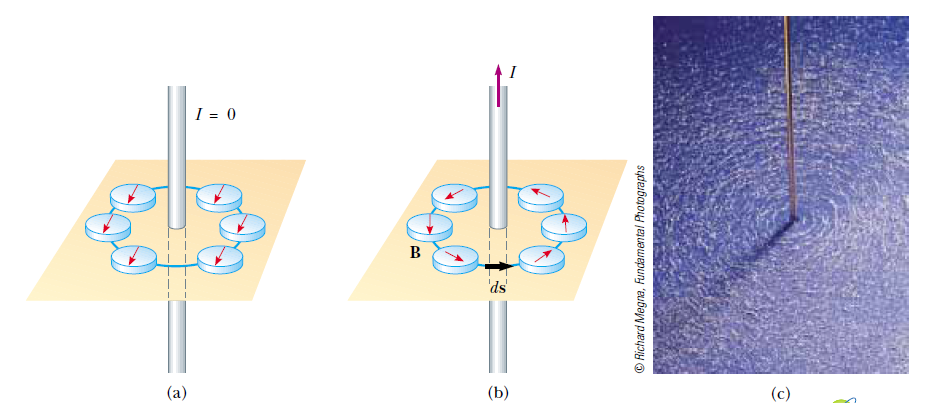 I = 0
(a)
I
B
ds
(b)
© Richard Megna, Fundamental Photographs
(c)